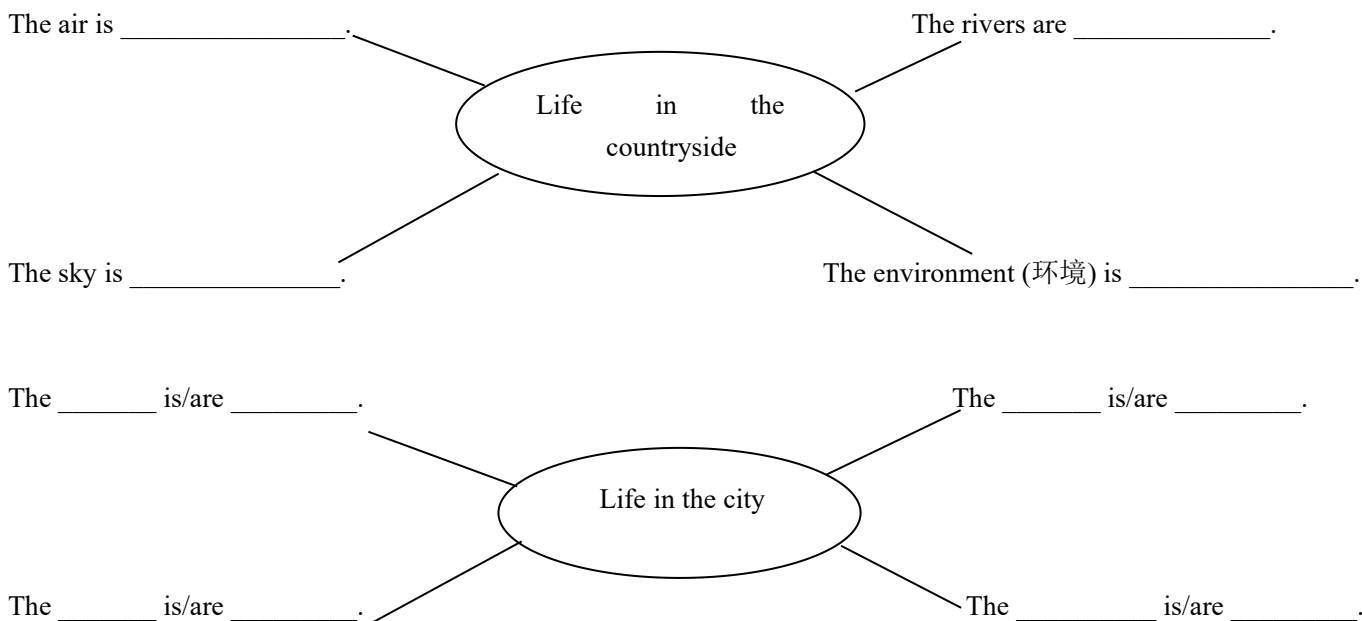 The air is ________________.
The rivers are ______________.
Life in the
countryside
The sky is _______________.
The environment (环境) is ________________.
The _______ is/are _________.
The _______ is/are _________.
Life in the city
The _______ is/are _________.
The __________ is/are _________.